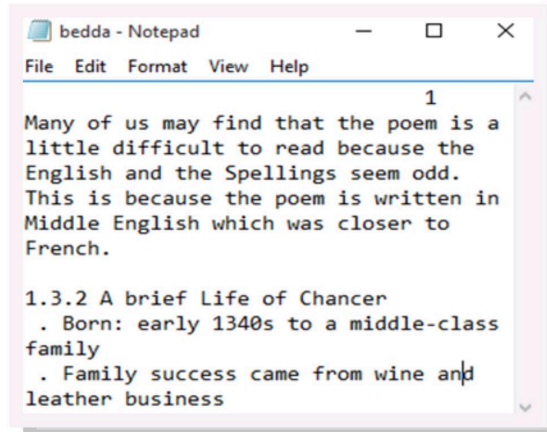 bedda - Notepad
File Edit Format View Help
1
Many of us may find that the poem is a
little difficult to read because the
English and the Spellings seem odd.
This is because the poem is written in
Middle English which was closer to
French.
1.3.2 A brief Life of Chancer
. Born: early 1340s to a middle-class
family
. Family success came from wine and
leather business